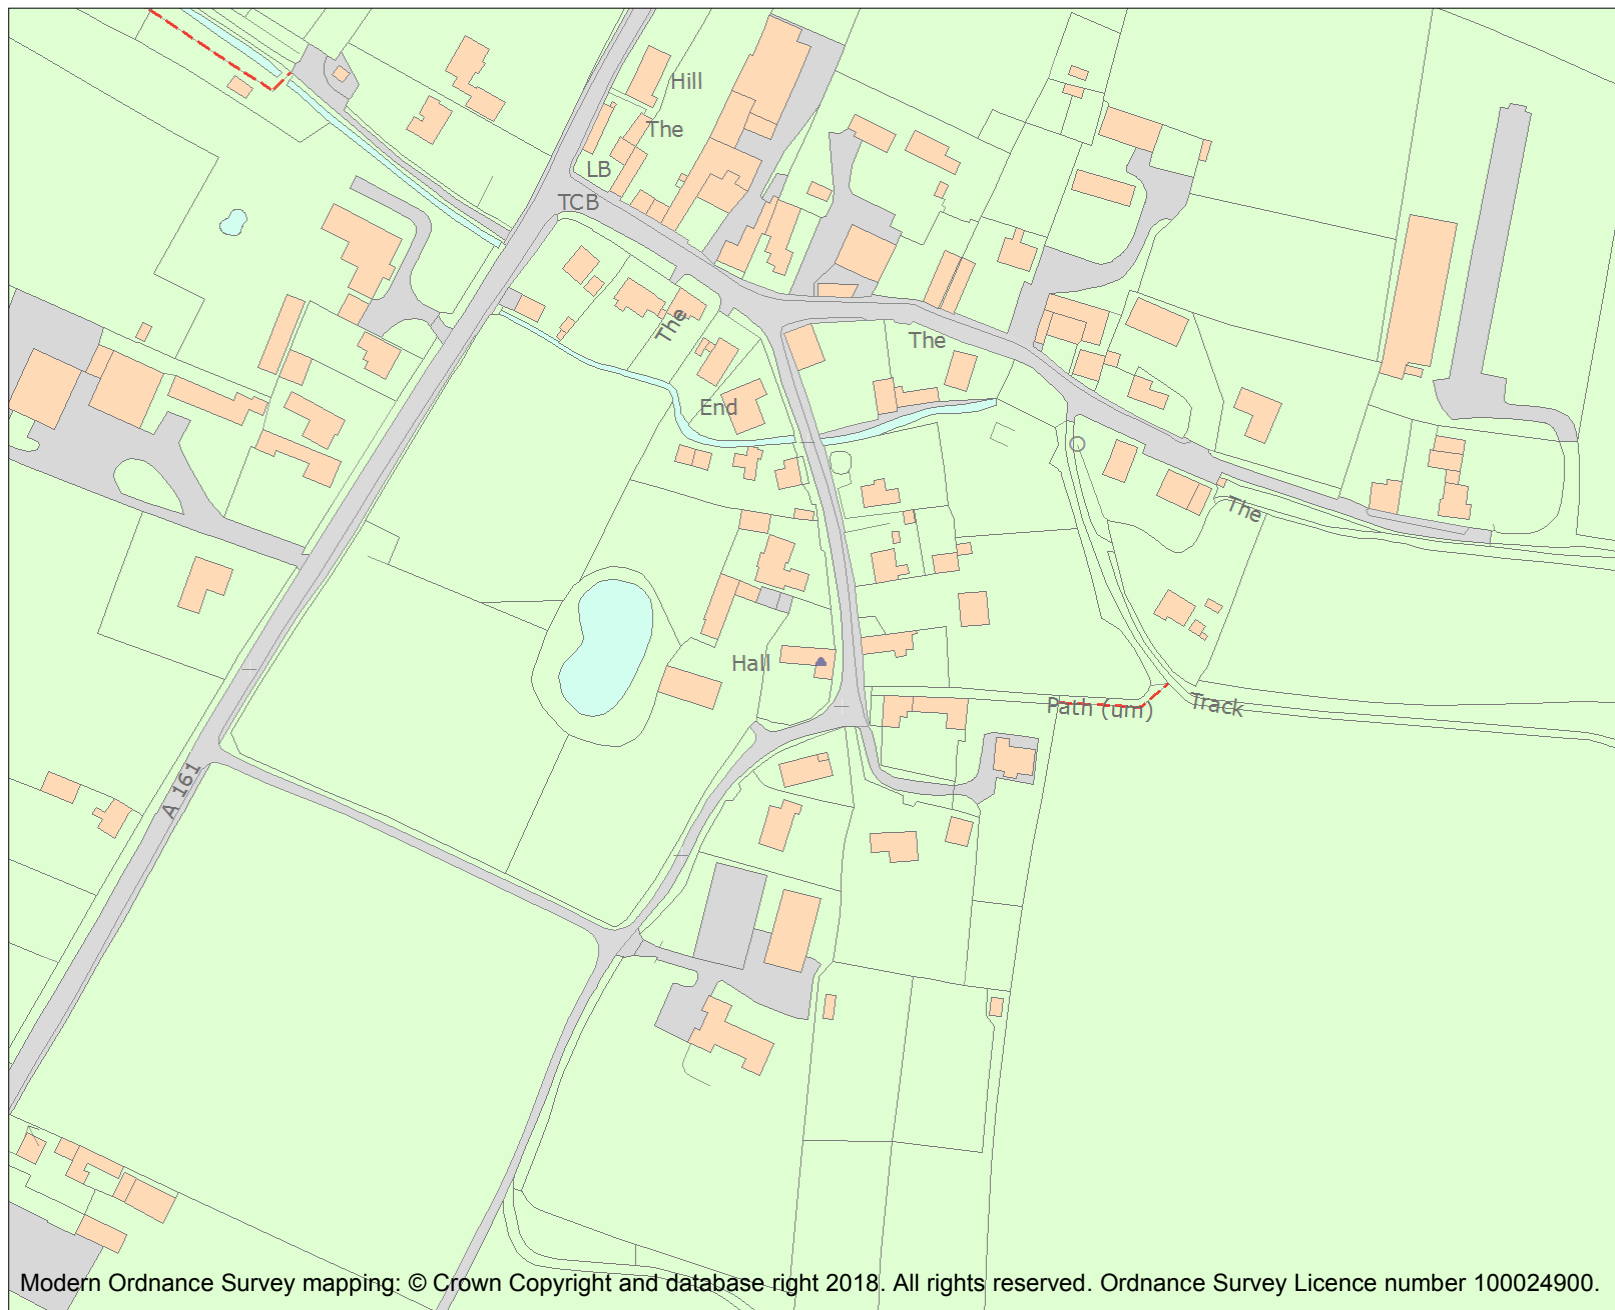 Hill
The
LB
TCB
The
The
End
The
Hall
Path (um)
Track
A 161
Modern Ordnance Survey mapping: © Crown Copyright and database right 2018. All rights reserved. Ordnance Survey Licence number 100024900.